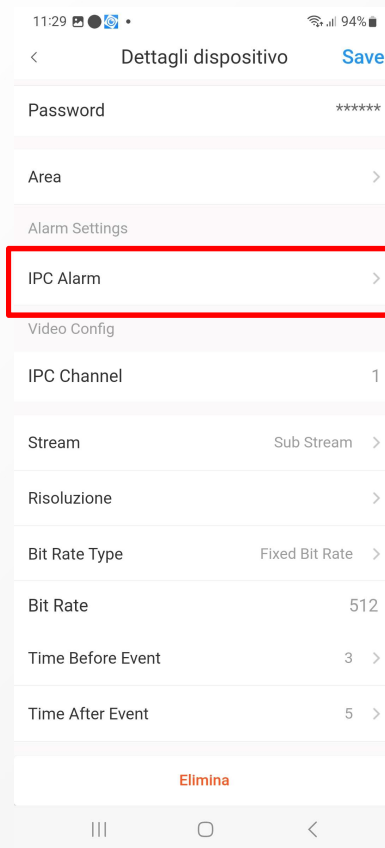 11:29 94%
Dettagli dispositivo Save
Password ******
Area
Alarm Settings
IPC Alarm
Video Config
IPC Channel 1
Stream Sub Stream
Risoluzione
Bit Rate Type Fixed Bit Rate
Bit Rate 512
Time Before Event 3
Time After Event 5
Elimina